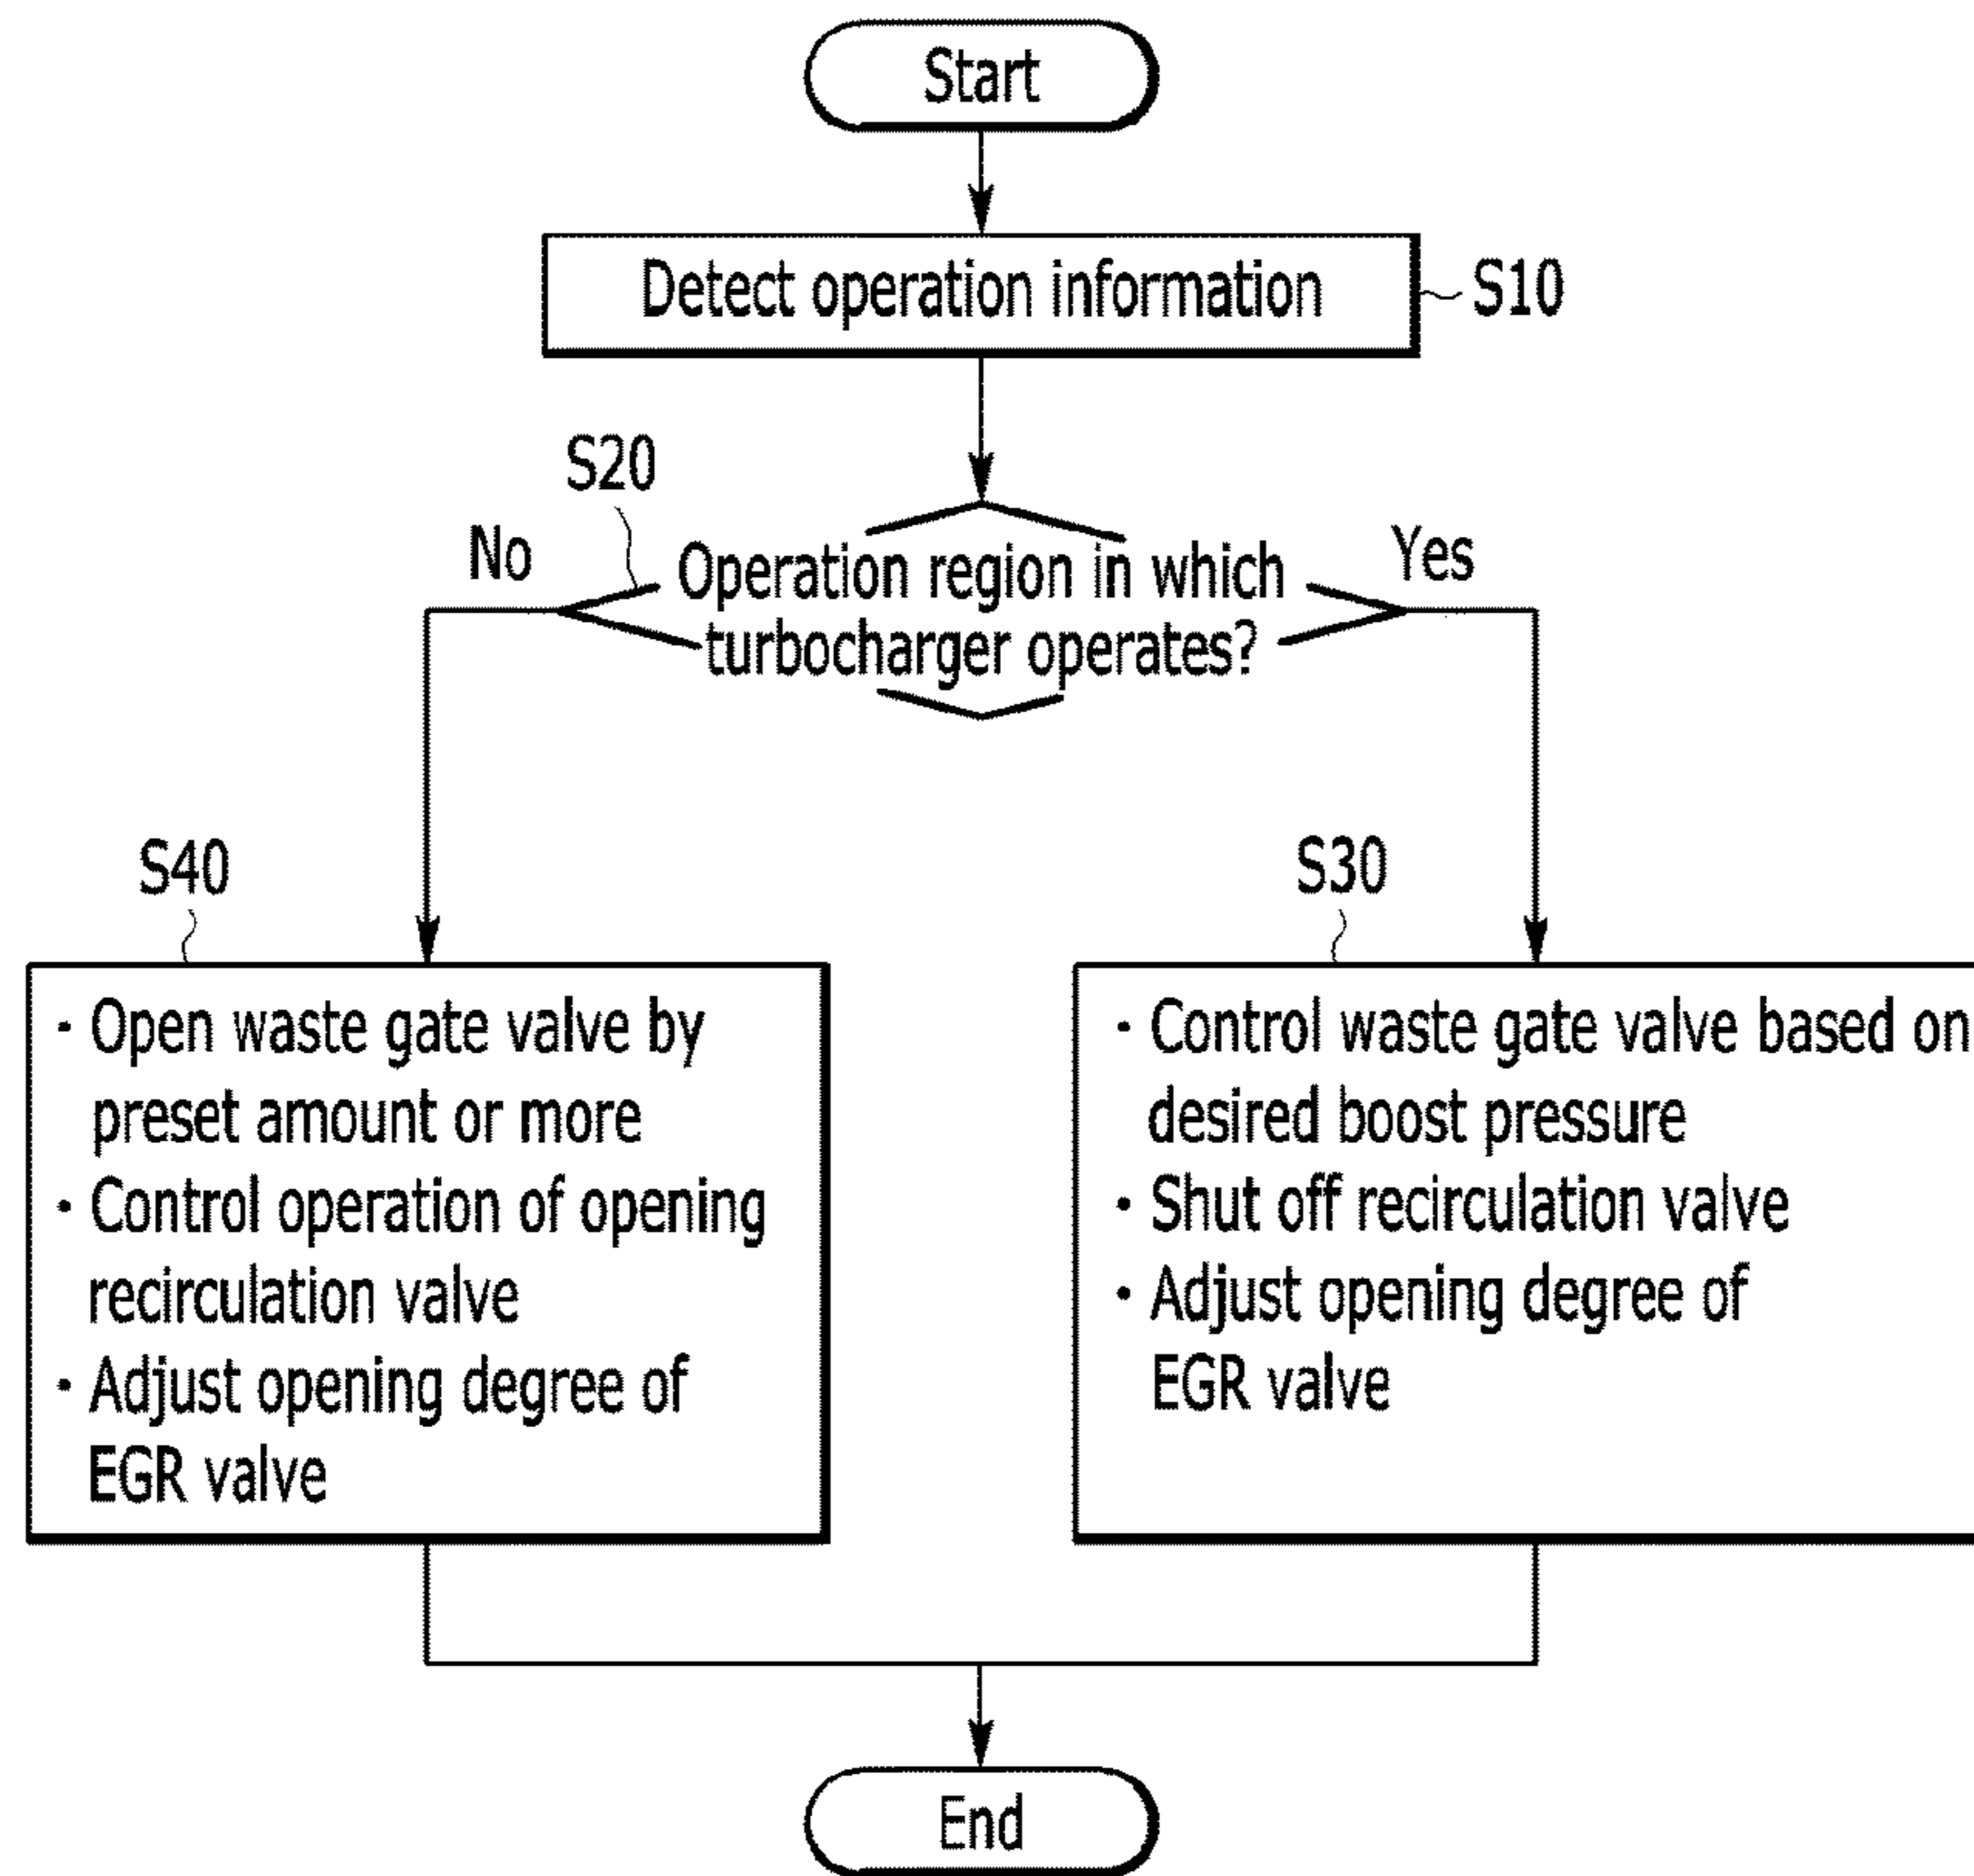 Start
Detect operation information
S10
S20
No
Operation region in which
turbocharger operates?
Yes
S40
· Open waste gate valve by
preset amount or more
· Control operation of opening
recirculation valve
· Adjust opening degree of
EGR valve
S30
· Control waste gate valve based on
desired boost pressure
· Shut off recirculation valve
· Adjust opening degree of
EGR valve
End